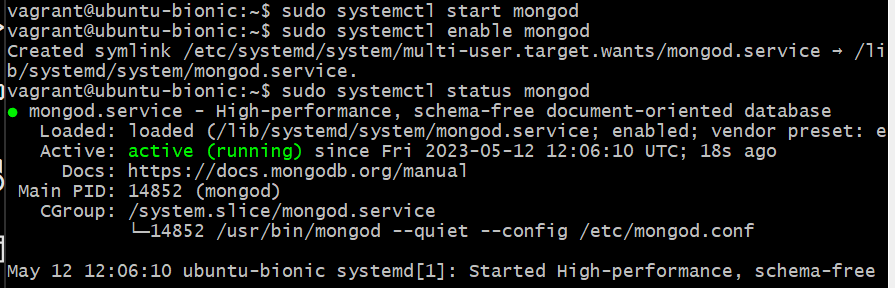 vagrant@ubuntu-bionic:~$ sudo systemctl start mongod
vagrant@ubuntu-bionic:~$ sudo systemctl enable mongod
Created symlink /etc/systemd/system/multi-user.target.wants/mongod.service → /li
b/systemd/system/mongod.service.
vagrant@ubuntu-bionic:~$ sudo systemctl status mongod
● mongod.service - High-performance, schema-free document-oriented database
   Loaded: loaded (/lib/systemd/system/mongod.service; enabled; vendor preset: e
   Active: active (running) since Fri 2023-05-12 12:06:10 UTC; 18s ago
     Docs: https://docs.mongodb.org/manual
 Main PID: 14852 (mongod)
   CGroup: /system.slice/mongod.service
           └─14852 /usr/bin/mongod --quiet --config /etc/mongod.conf
May 12 12:06:10 ubuntu-bionic systemd[1]: Started High-performance, schema-free